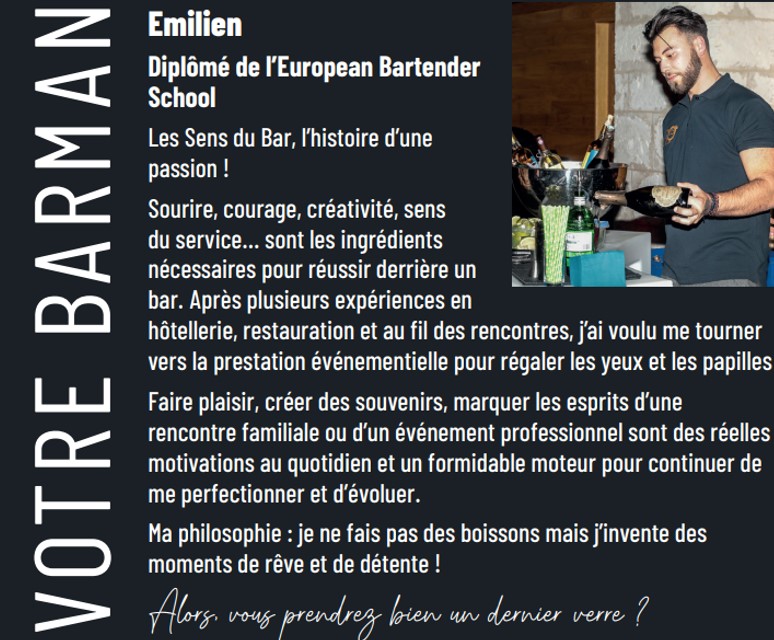 VOTRE BARMAN
Emilien
Diplômé de l'European Bartender
School
Les Sens du Bar, l'histoire d'une
passion !
Sourire, courage, créativité, sens
du service... sont les ingrédients
nécessaires pour réussir derrière un
bar. Après plusieurs expériences en
hôtellerie, restauration et au fil des rencontres, j'ai voulu me tourner
vers la prestation événementielle pour régaler les yeux et les papilles
Faire plaisir, créer des souvenirs, marquer les esprits d'une
rencontre familiale ou d'un événement professionnel sont des réelles
motivations au quotidien et un formidable moteur pour continuer de
me perfectionner et d'évoluer.
Ma philosophie : je ne fais pas des boissons mais j'invente des
moments de rêve et de détente !
Alors, vous prendrez bien un dernier verre ?